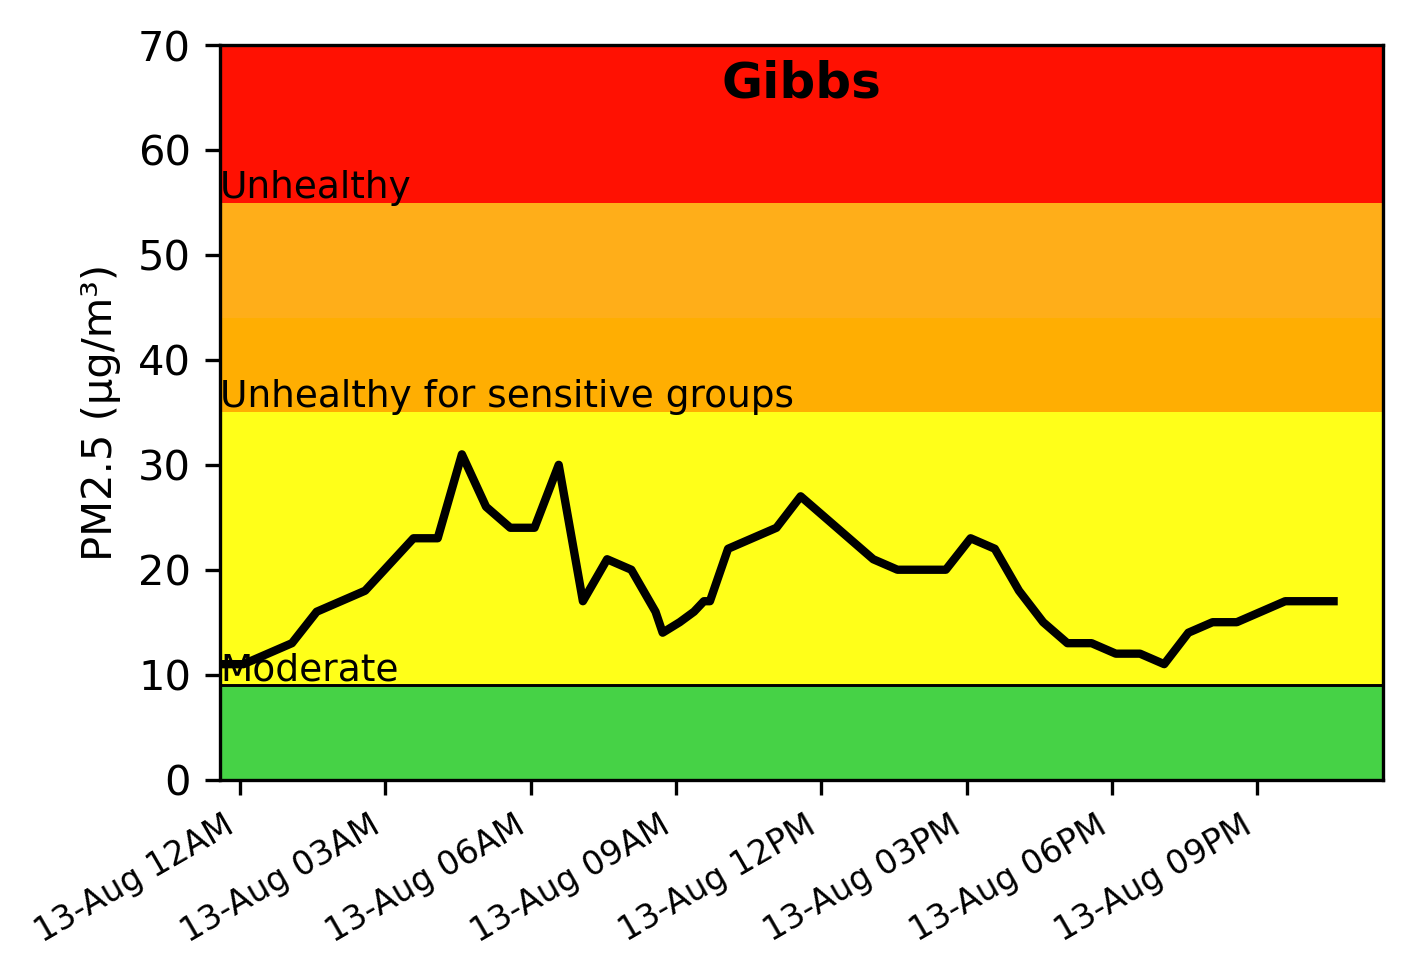 Gibbs
PM2.5 (µg/m³)
70
60
50
40
30
20
10
0
Unhealthy
Unhealthy for sensitive groups
Moderate
13-Aug 12AM
13-Aug 03AM
13-Aug 06AM
13-Aug 09AM
13-Aug 12PM
13-Aug 03PM
13-Aug 06PM
13-Aug 09PM